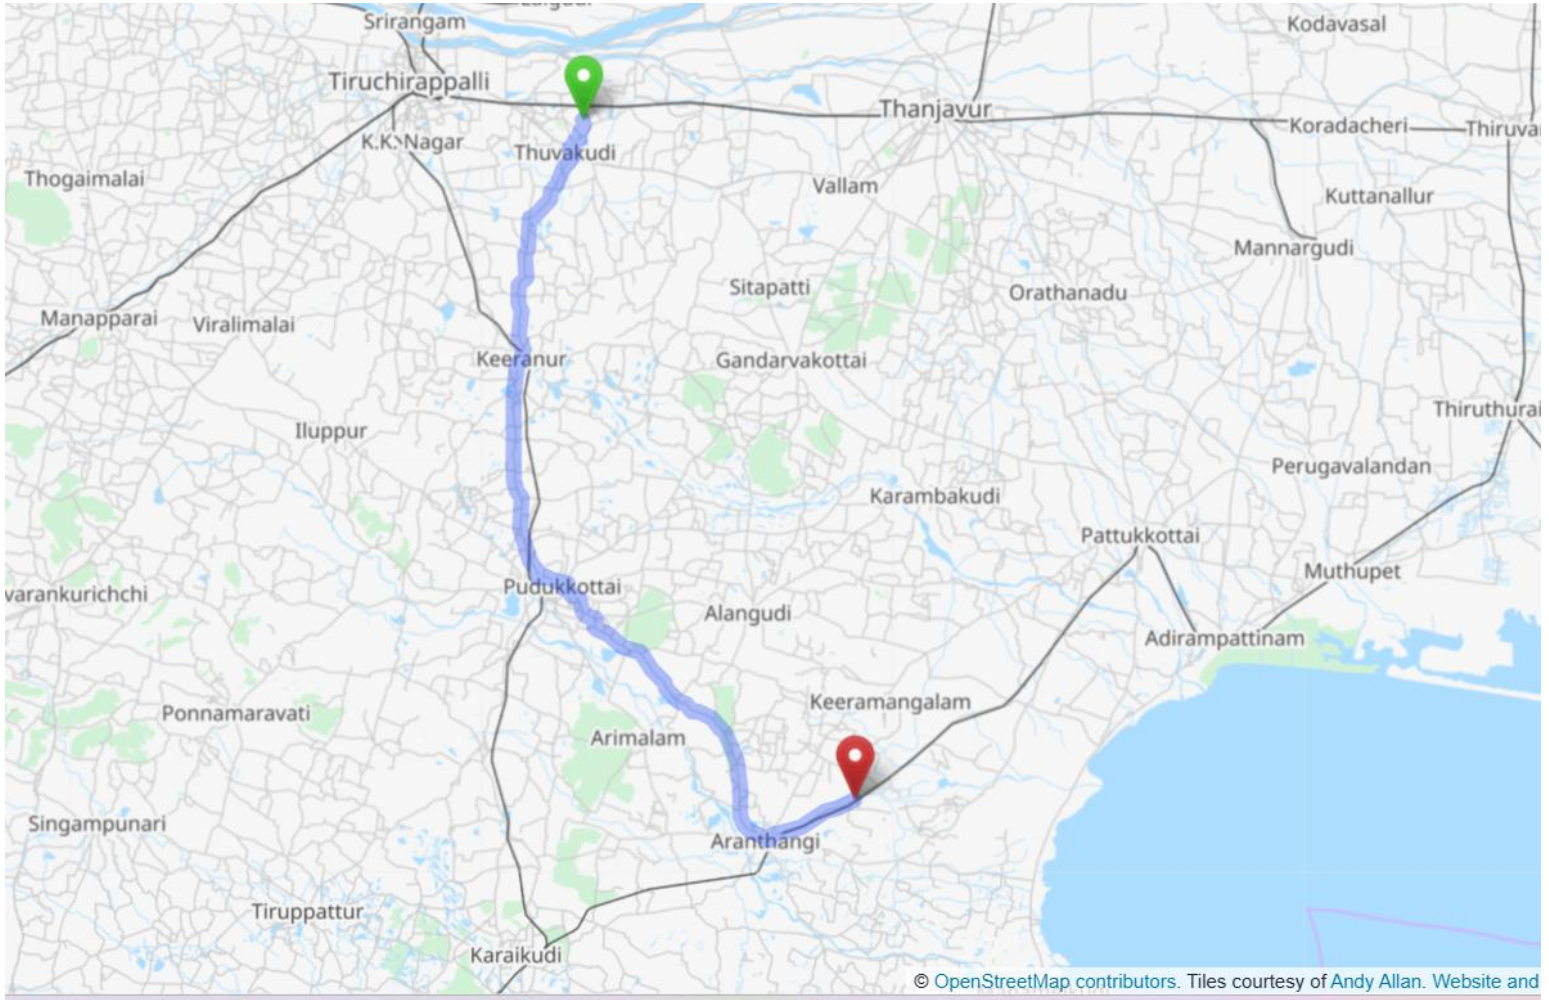 Srirangam
Kodavasal
Tiruchirappalli
Thanjavur
Koradacheri
K.K. Nagar
Thuvakudi
Thogaimalai
Vallam
Kuttanallur
Mannargudi
Sitapatti
Orathanadu
Manapparai
Viralimalai
Keeranur
Gandarvakottai
Thiruthurai
Iluppur
Perugavalandan
Karambakudi
Pattukkottai
Muthupet
Pudukkottai
varankurichchi
Alangudi
Adirampattinam
Keeramangalam
Ponnamaravati
Arimalam
Singampunari
Aranthangi
Tiruppattur
Karaikudi
© OpenStreetMap contributors. Tiles courtesy of Andy Allan. Website and